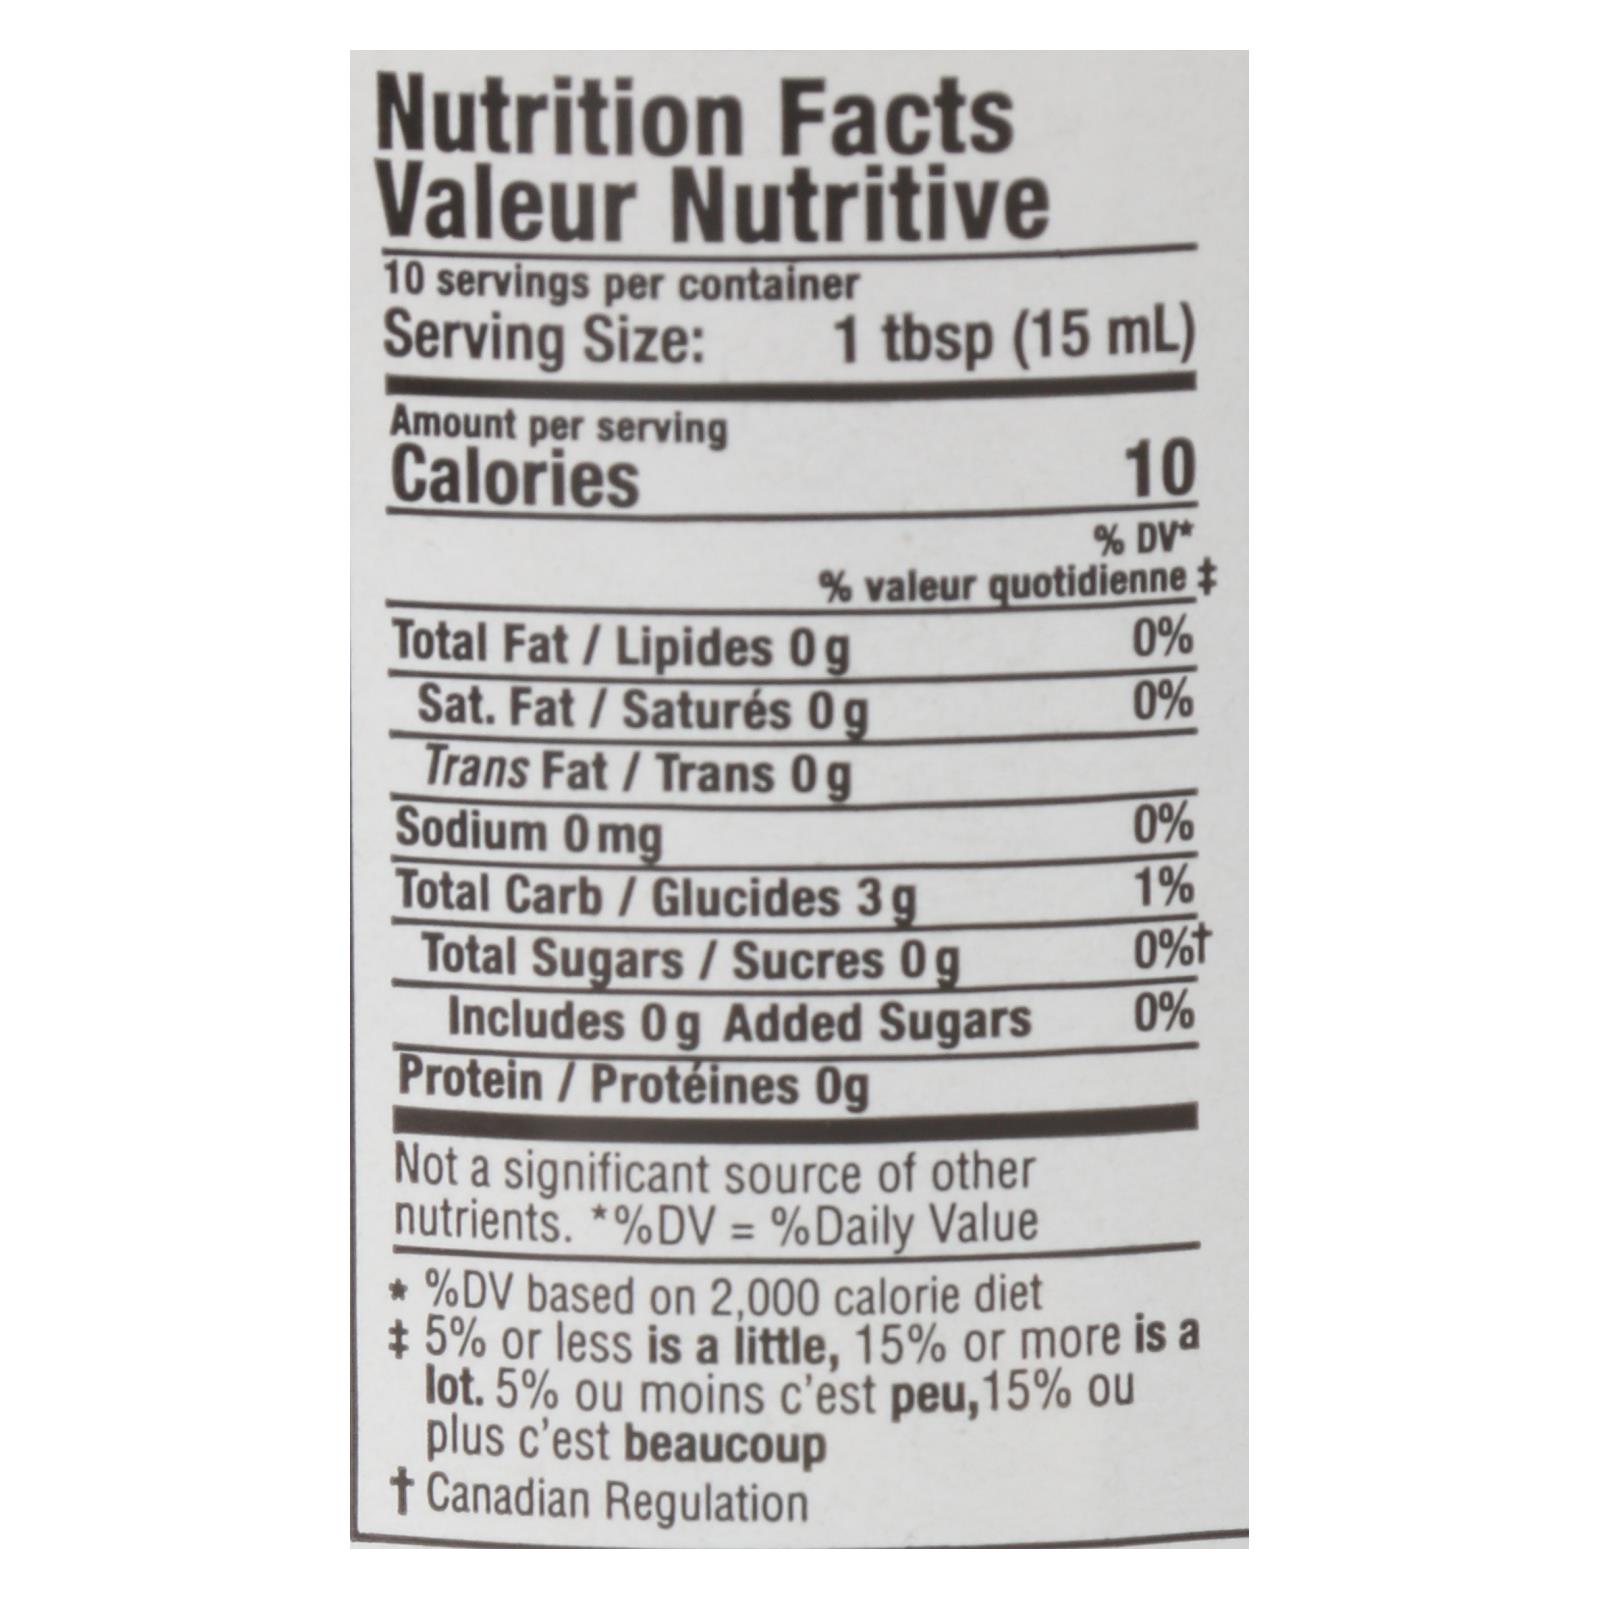 Nutrition Facts
Valeur Nutritive
10 servings per container
Serving Size: 1 tbsp (15 mL)
Amount per serving
Calories 10
% DV*
% valeur quotidienne ‡
Total Fat / Lipides 0 g 0%
Sat. Fat / Saturés 0 g 0%
Trans Fat / Trans 0 g
Sodium 0 mg 0%
Total Carb / Glucides 3 g 1%
Total Sugars / Sucres 0 g 0%†
Includes 0 g Added Sugars 0%
Protein / Protéines 0g
Not a significant source of other
nutrients. *%DV = %Daily Value
* %DV based on 2,000 calorie diet
‡ 5% or less is a little, 15% or more is a
lot. 5% ou moins c'est peu,15% ou
plus c'est beaucoup
† Canadian Regulation